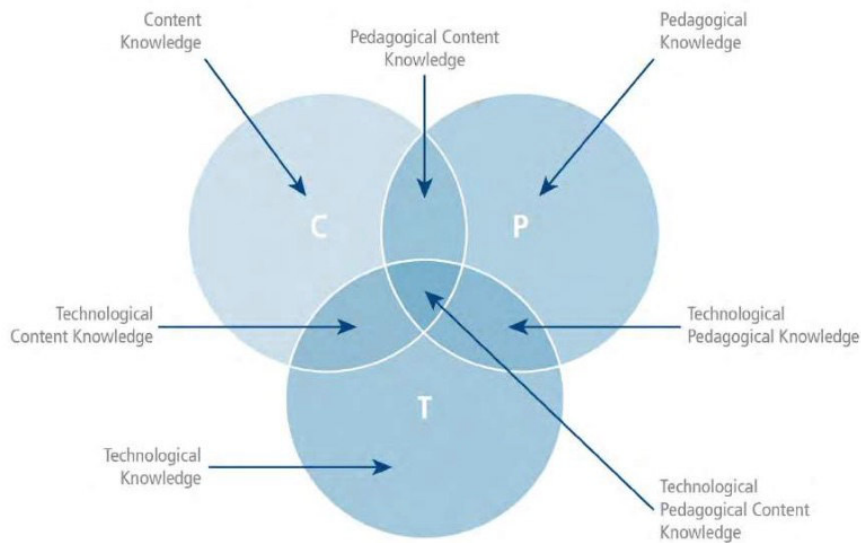 Content
Knowledge
Pedagogical Content
Knowledge
Pedagogical
Knowledge
C
P
Technological
Content Knowledge
Technological
Pedagogical Knowledge
T
Technological
Knowledge
Technological
Pedagogical Content
Knowledge